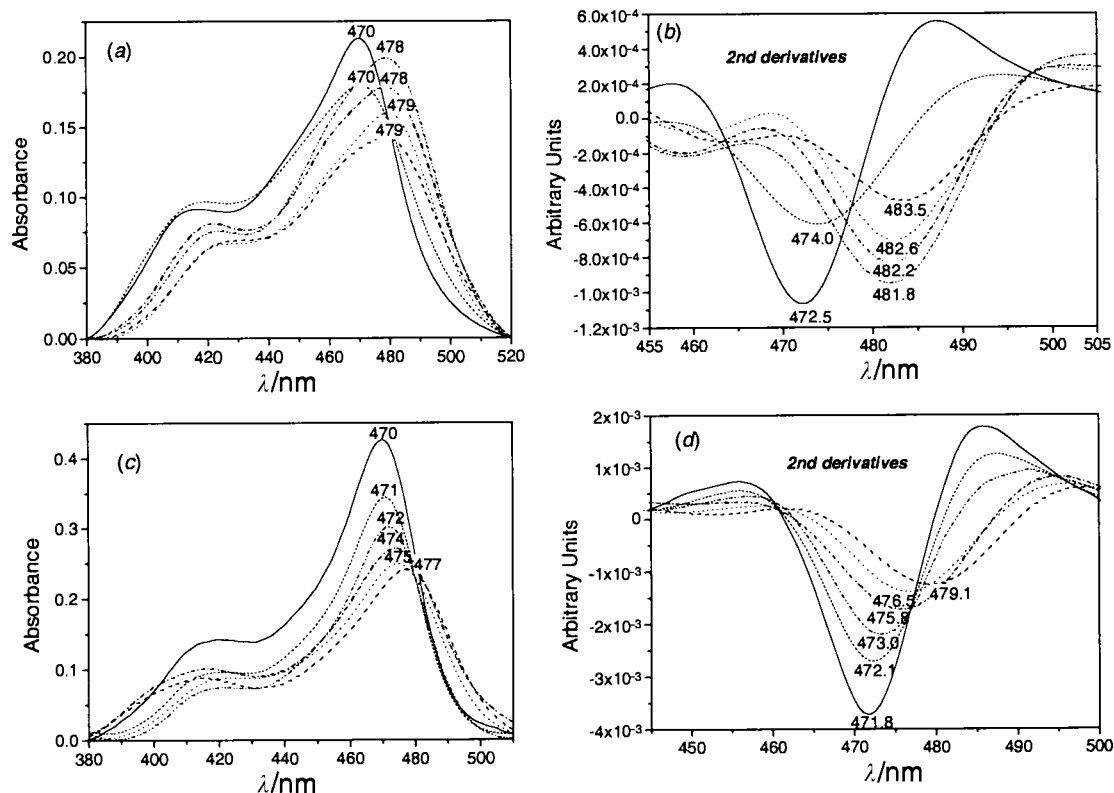 (a)
470
478
470
478
479
479
0.20
0.15
0.10
0.05
0.00
Absorbance
380 400 420 440 460 480 500 520
λ/nm
(b)
2nd derivatives
6.0x10-4
4.0x10-4
2.0x10-4
0.0
-2.0x10-4
-4.0x10-4
-6.0x10-4
-8.0x10-4
-1.0x10-3
-1.2x10-3
Arbitrary Units
483.5
474.0
482.6
482.2
481.8
472.5
455 460 470 480 490 500 505
λ/nm
(c)
470
471
472
474
475
477
0.4
0.3
0.2
0.1
0.0
Absorbance
380 400 420 440 460 480 500
λ/nm
(d)
2nd derivatives
2x10-3
1x10-3
0
-1x10-3
-2x10-3
-3x10-3
-4x10-3
Arbitrary Units
476.5
479.1
475.8
473.0
472.1
471.8
450 460 470 480 490 500
λ/nm